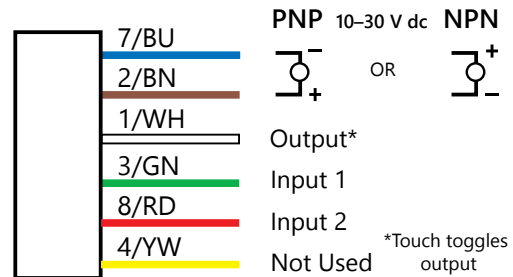 PNP 10–30 V dc NPN
7/BU
−
+
OR
+
−
2/BN
1/WH
Output*
3/GN
Input 1
8/RD
Input 2
4/YW
Not Used
*Touch toggles
output